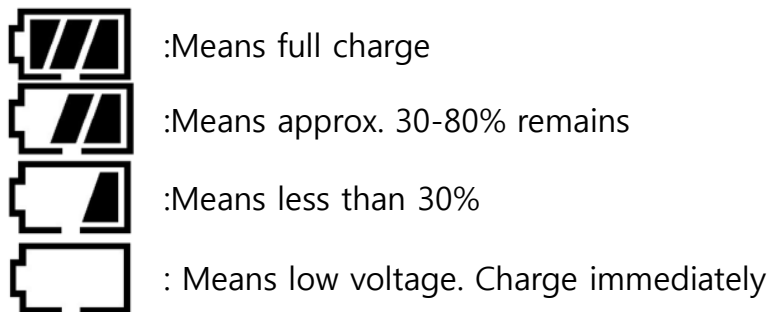 :Means full charge
:Means approx. 30-80% remains
:Means less than 30%
: Means low voltage. Charge immediately